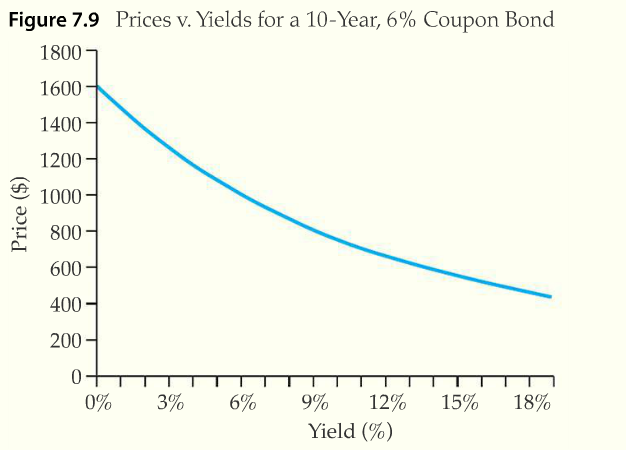 Figure 7.9 Prices v. Yields for a 10-Year, 6% Coupon Bond
1800
1600
1400
1200
1000
800
600
400
200
0
Price ($)
0% 3% 6% 9% 12% 15% 18%
Yield (%)